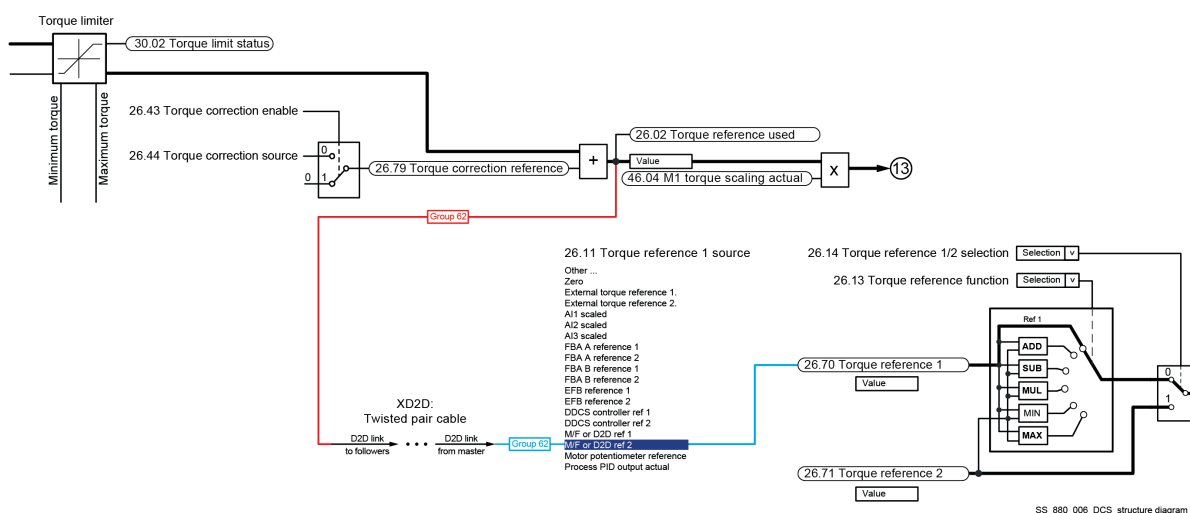 Torque limiter
30.02 Torque limit status
Minimum torque
Maximum torque
26.43 Torque correction enable
26.44 Torque correction source
0
0 1
26.79 Torque correction reference
+
26.02 Torque reference used
Value
46.04 M1 torque scaling actual
x
13
Group 62
26.11 Torque reference 1 source
Other ...
Zero
External torque reference 1.
External torque reference 2.
AI1 scaled
AI2 scaled
AI3 scaled
FBA A reference 1
FBA A reference 2
FBA B reference 1
FBA B reference 2
EFB reference 1
EFB reference 2
DDCS controller ref 1
DDCS controller ref 2
M/F or D2D ref 1
M/F or D2D ref 2
Motor potentometer reference
Process PID output actual
XD2D:
Twisted pair cable
D2D link
to followers
D2D link
from master
Group 62
26.14 Torque reference 1/2 selection
Selection v
26.13 Torque reference function
Selection v
26.70 Torque reference 1
Value
Ref 1
ADD
SUB
MUL
MIN
MAX
0
1
26.71 Torque reference 2
Value
SS_880_006_DCS_structure diagram